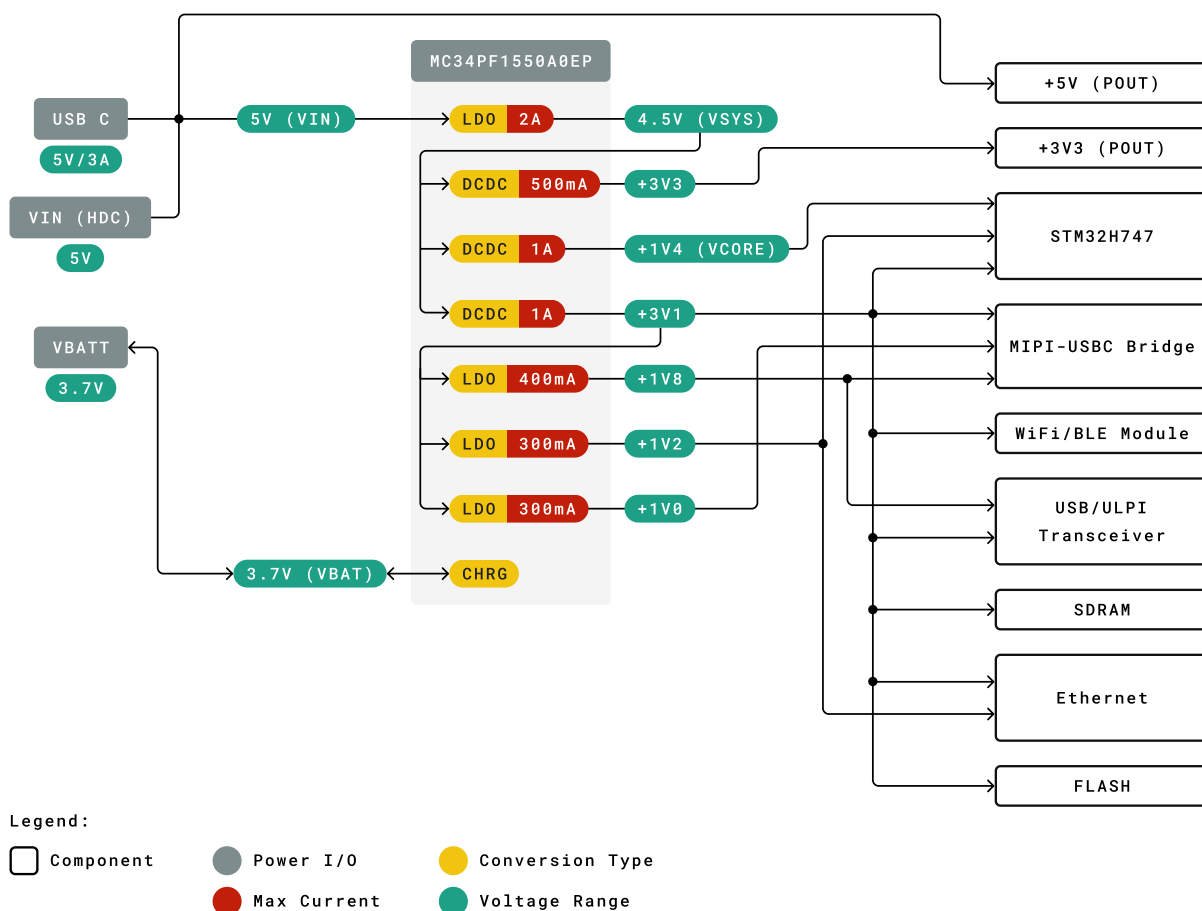 MC34PF1550A0EP
+5V (POUT)
USB C
5V (VIN)
LDO 2A
4.5V (VSYS)
5V/3A
+3V3 (POUT)
DCDC 500mA
+3V3
VIN (HDC)
5V
DCDC 1A
+1V4 (VCORE)
STM32H747
DCDC 1A
+3V1
VBATT
3.7V
MIPI-USBC Bridge
LDO 400mA
+1V8
LDO 300mA
+1V2
WiFi/BLE Module
LDO 300mA
+1V0
USB/ULPI
Transceiver
3.7V (VBAT)
CHRG
SDRAM
Ethernet
FLASH
Legend:
Component
Power I/O
Conversion Type
Max Current
Voltage Range